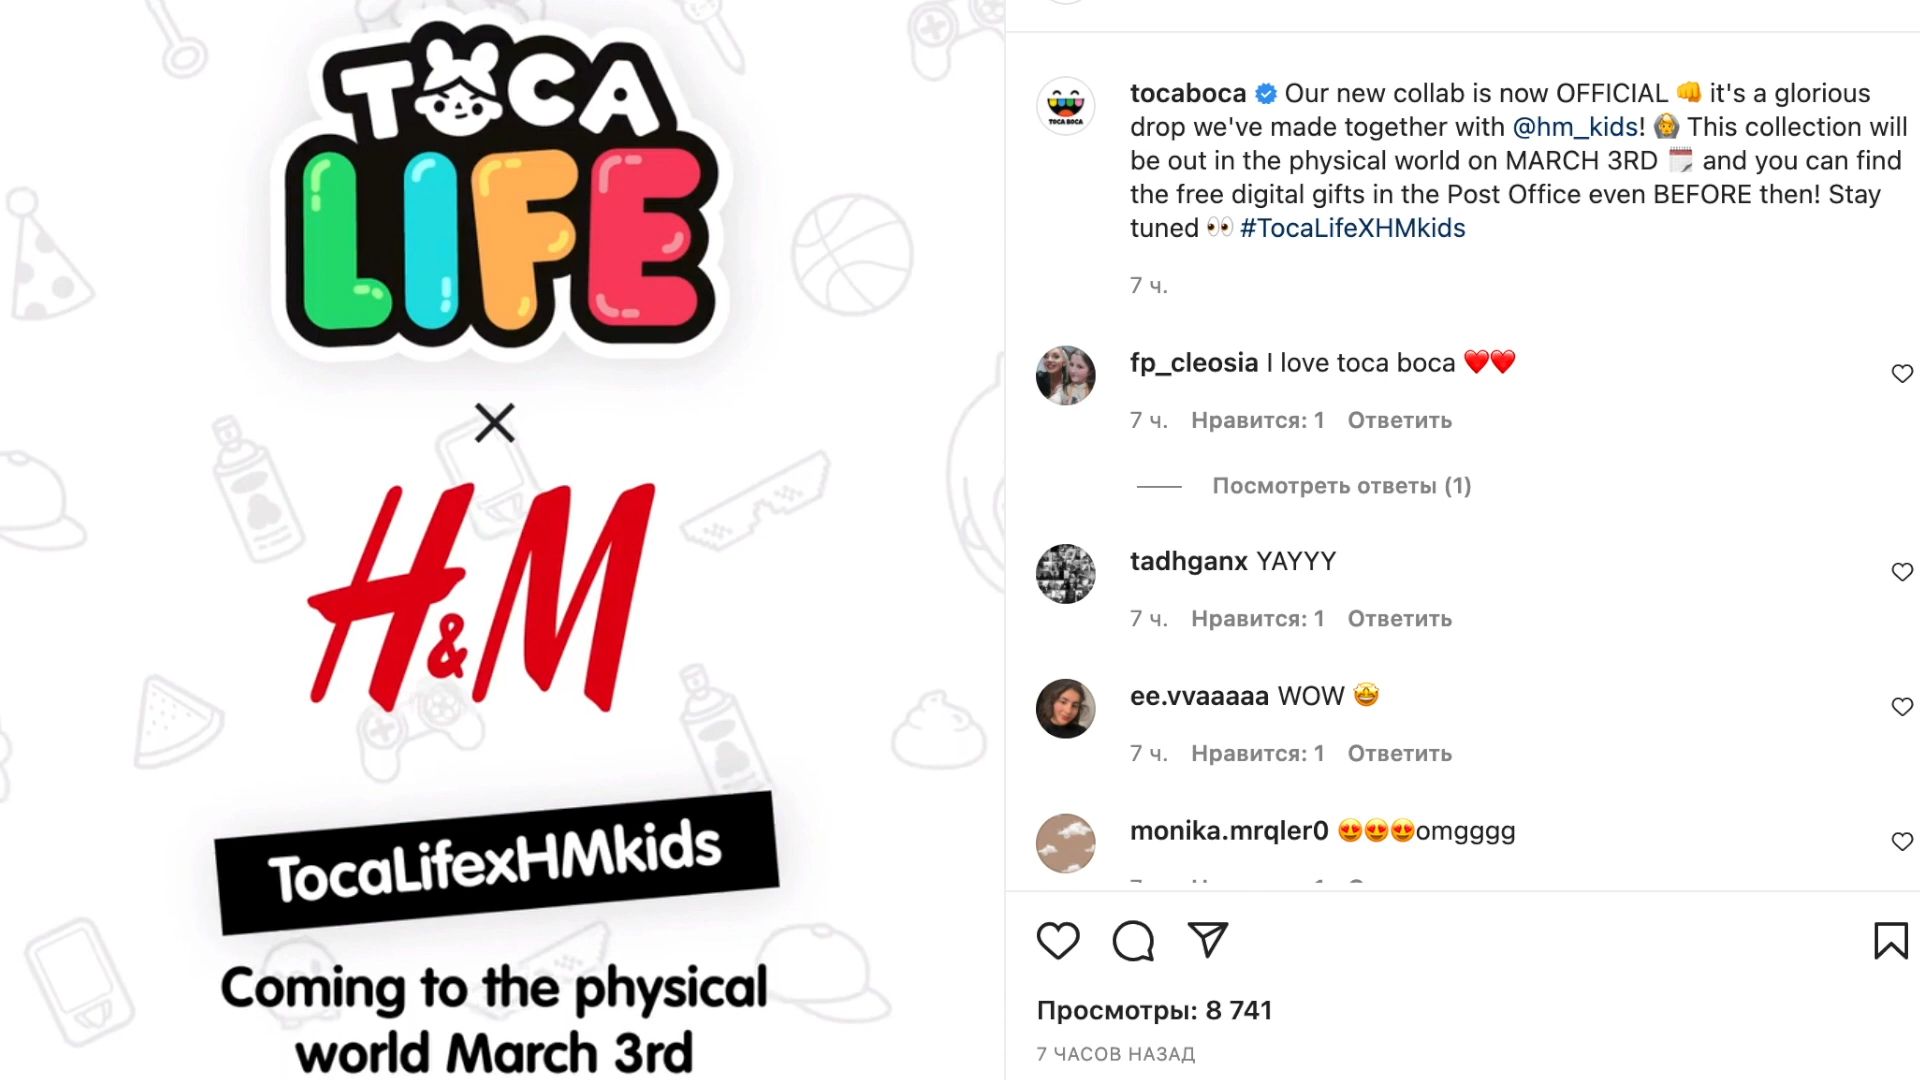 TOCA
LIFE
×
H&M
TocaLifexHMkids
Coming to the physical
world March 3rd
TOCA BOCA
tocaboca Our new collab is now OFFICIAL 👊 it's a glorious
drop we've made together with @hm_kids! 🙆 This collection will
be out in the physical world on MARCH 3RD 🗓 and you can find
the free digital gifts in the Post Office even BEFORE then! Stay
tuned 👀 #TocaLifeXHMkids
7 ч.
fp_cleosia I love toca boca ❤️❤️
7 ч. Нравится: 1 Ответить
Посмотреть ответы (1)
tadhganx YAYYY
7 ч. Нравится: 1 Ответить
ee.vvaaaaa WOW 🤩
7 ч. Нравится: 1 Ответить
monika.mrqler0 😍😍😍omgggg
Просмотры: 8 741
7 ЧАСОВ НАЗАД